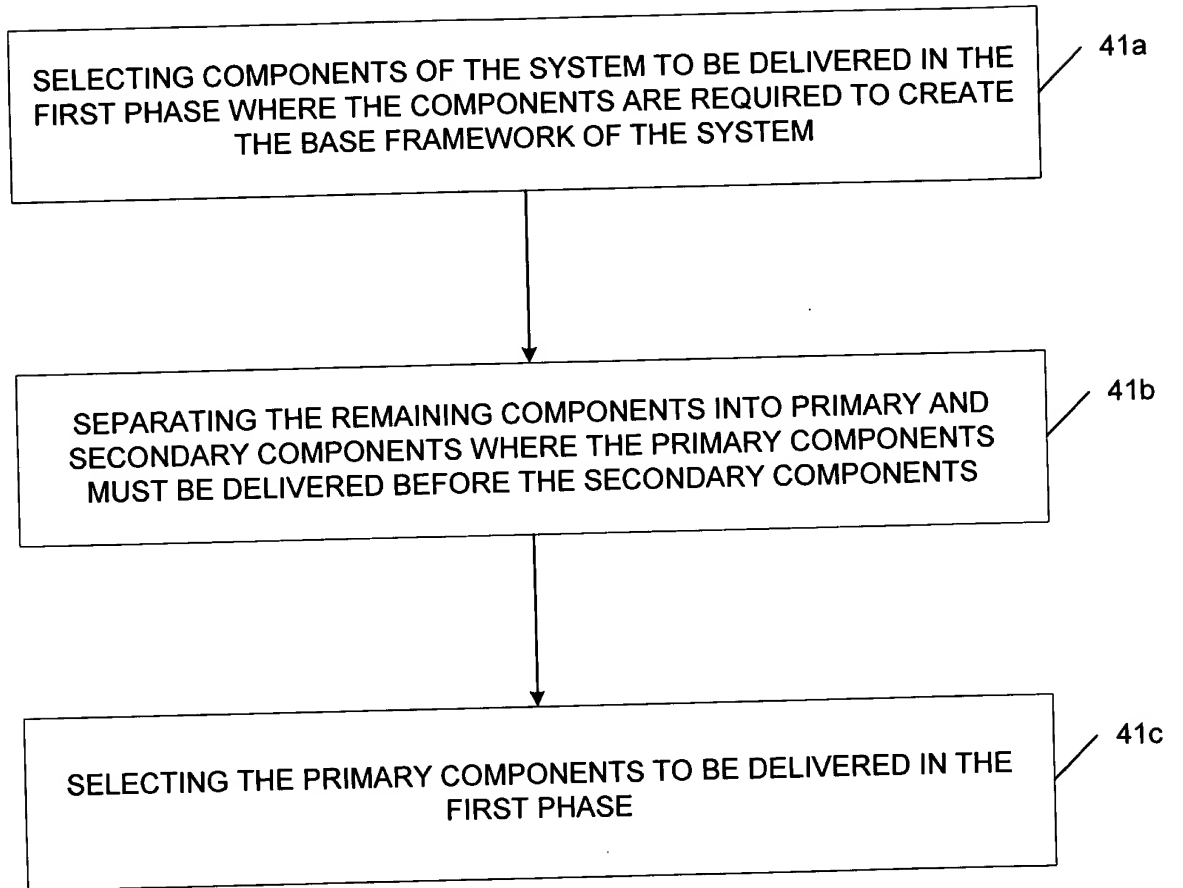 SELECTING COMPONENTS OF THE SYSTEM TO BE DELIVERED IN THE
FIRST PHASE WHERE THE COMPONENTS ARE REQUIRED TO CREATE
THE BASE FRAMEWORK OF THE SYSTEM
41a
SEPARATING THE REMAINING COMPONENTS INTO PRIMARY AND
SECONDARY COMPONENTS WHERE THE PRIMARY COMPONENTS
MUST BE DELIVERED BEFORE THE SECONDARY COMPONENTS
41b
SELECTING THE PRIMARY COMPONENTS TO BE DELIVERED IN THE
FIRST PHASE
41c